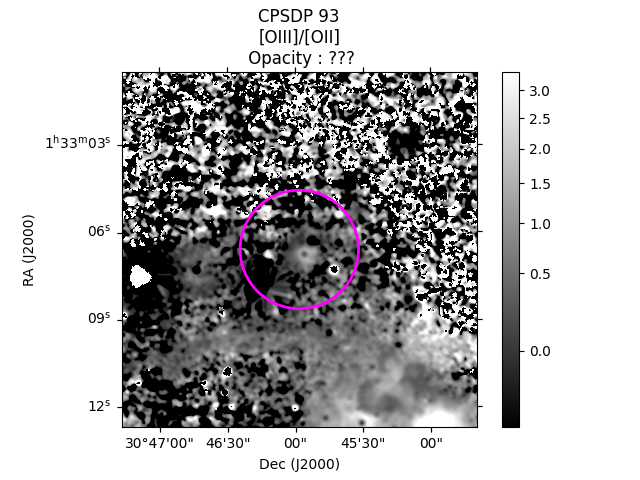 CPSDP 93
[OIII]/[OII]
Opacity : ???
1ʰ33ᵐ03ˢ
06ˢ
09ˢ
12ˢ
RA (J2000)
30°47'00"
46'30"
00"
45'30"
00"
Dec (J2000)
3.0
2.5
2.0
1.5
1.0
0.5
0.0